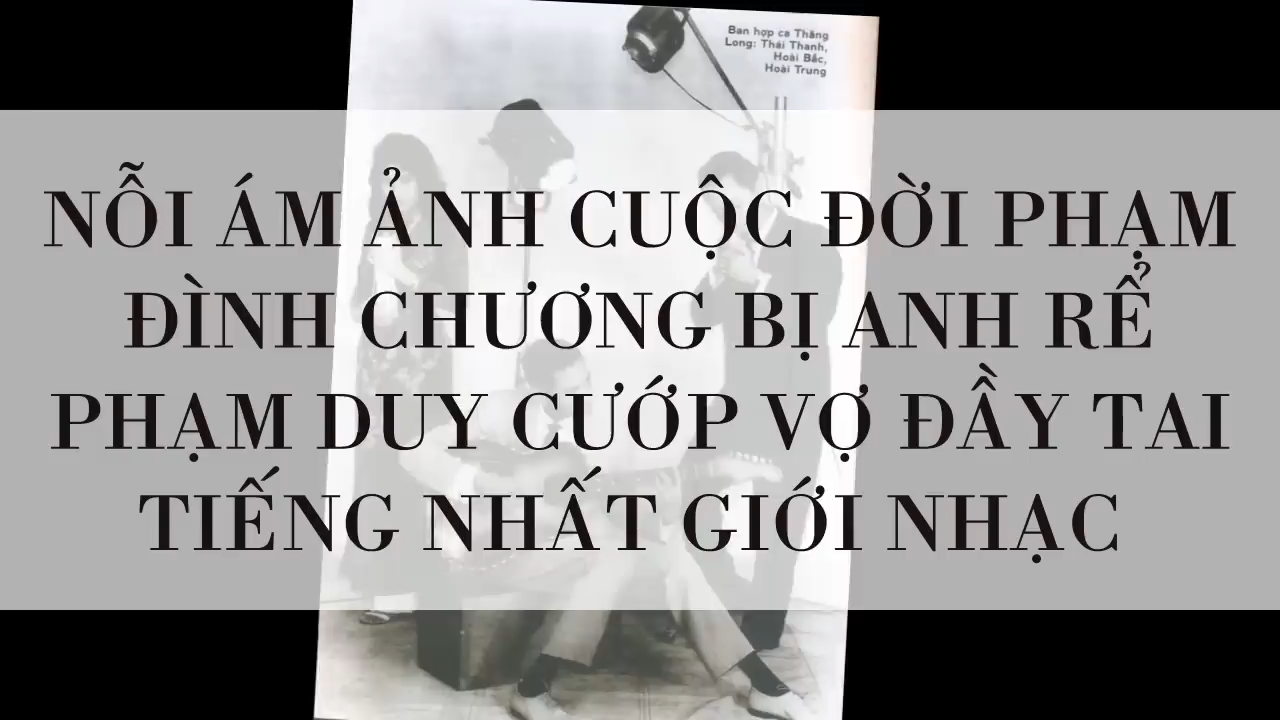 Ban hợp ca Thăng
Long: Thái Thanh,
Hoài Bắc,
Hoài Trung
NỖI ÁM ẢNH CUỘC ĐỜI PHẠM
ĐÌNH CHƯƠNG BỊ ANH RỂ
PHẠM DUY CƯỚP VỢ ĐẦY TAI
TIẾNG NHẤT GIỚI NHẠC